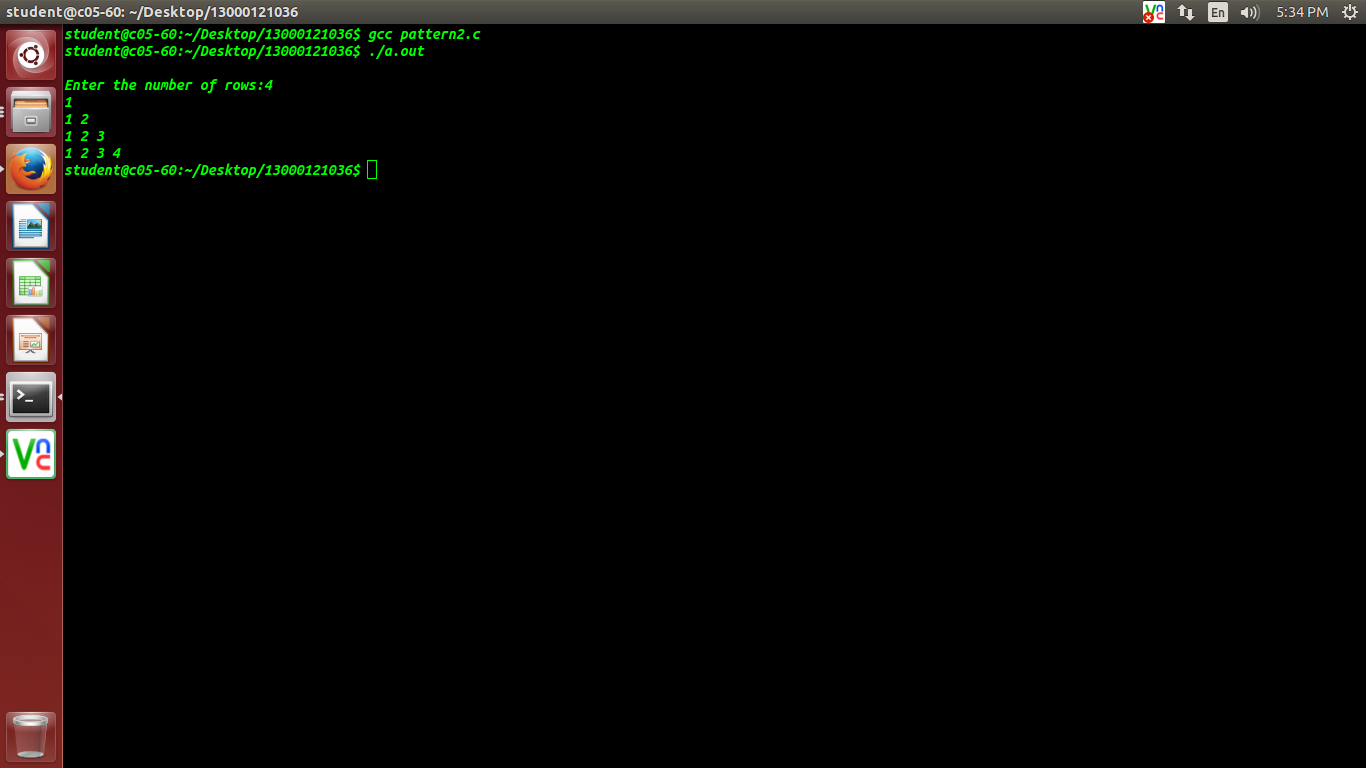 student@c05-60: ~/Desktop/13000121036
En
5:34 PM
student@c05-60:~/Desktop/13000121036$ gcc pattern2.c
student@c05-60:~/Desktop/13000121036$ ./a.out
Enter the number of rows:4
1
1 2
1 2 3
1 2 3 4
student@c05-60:~/Desktop/13000121036$